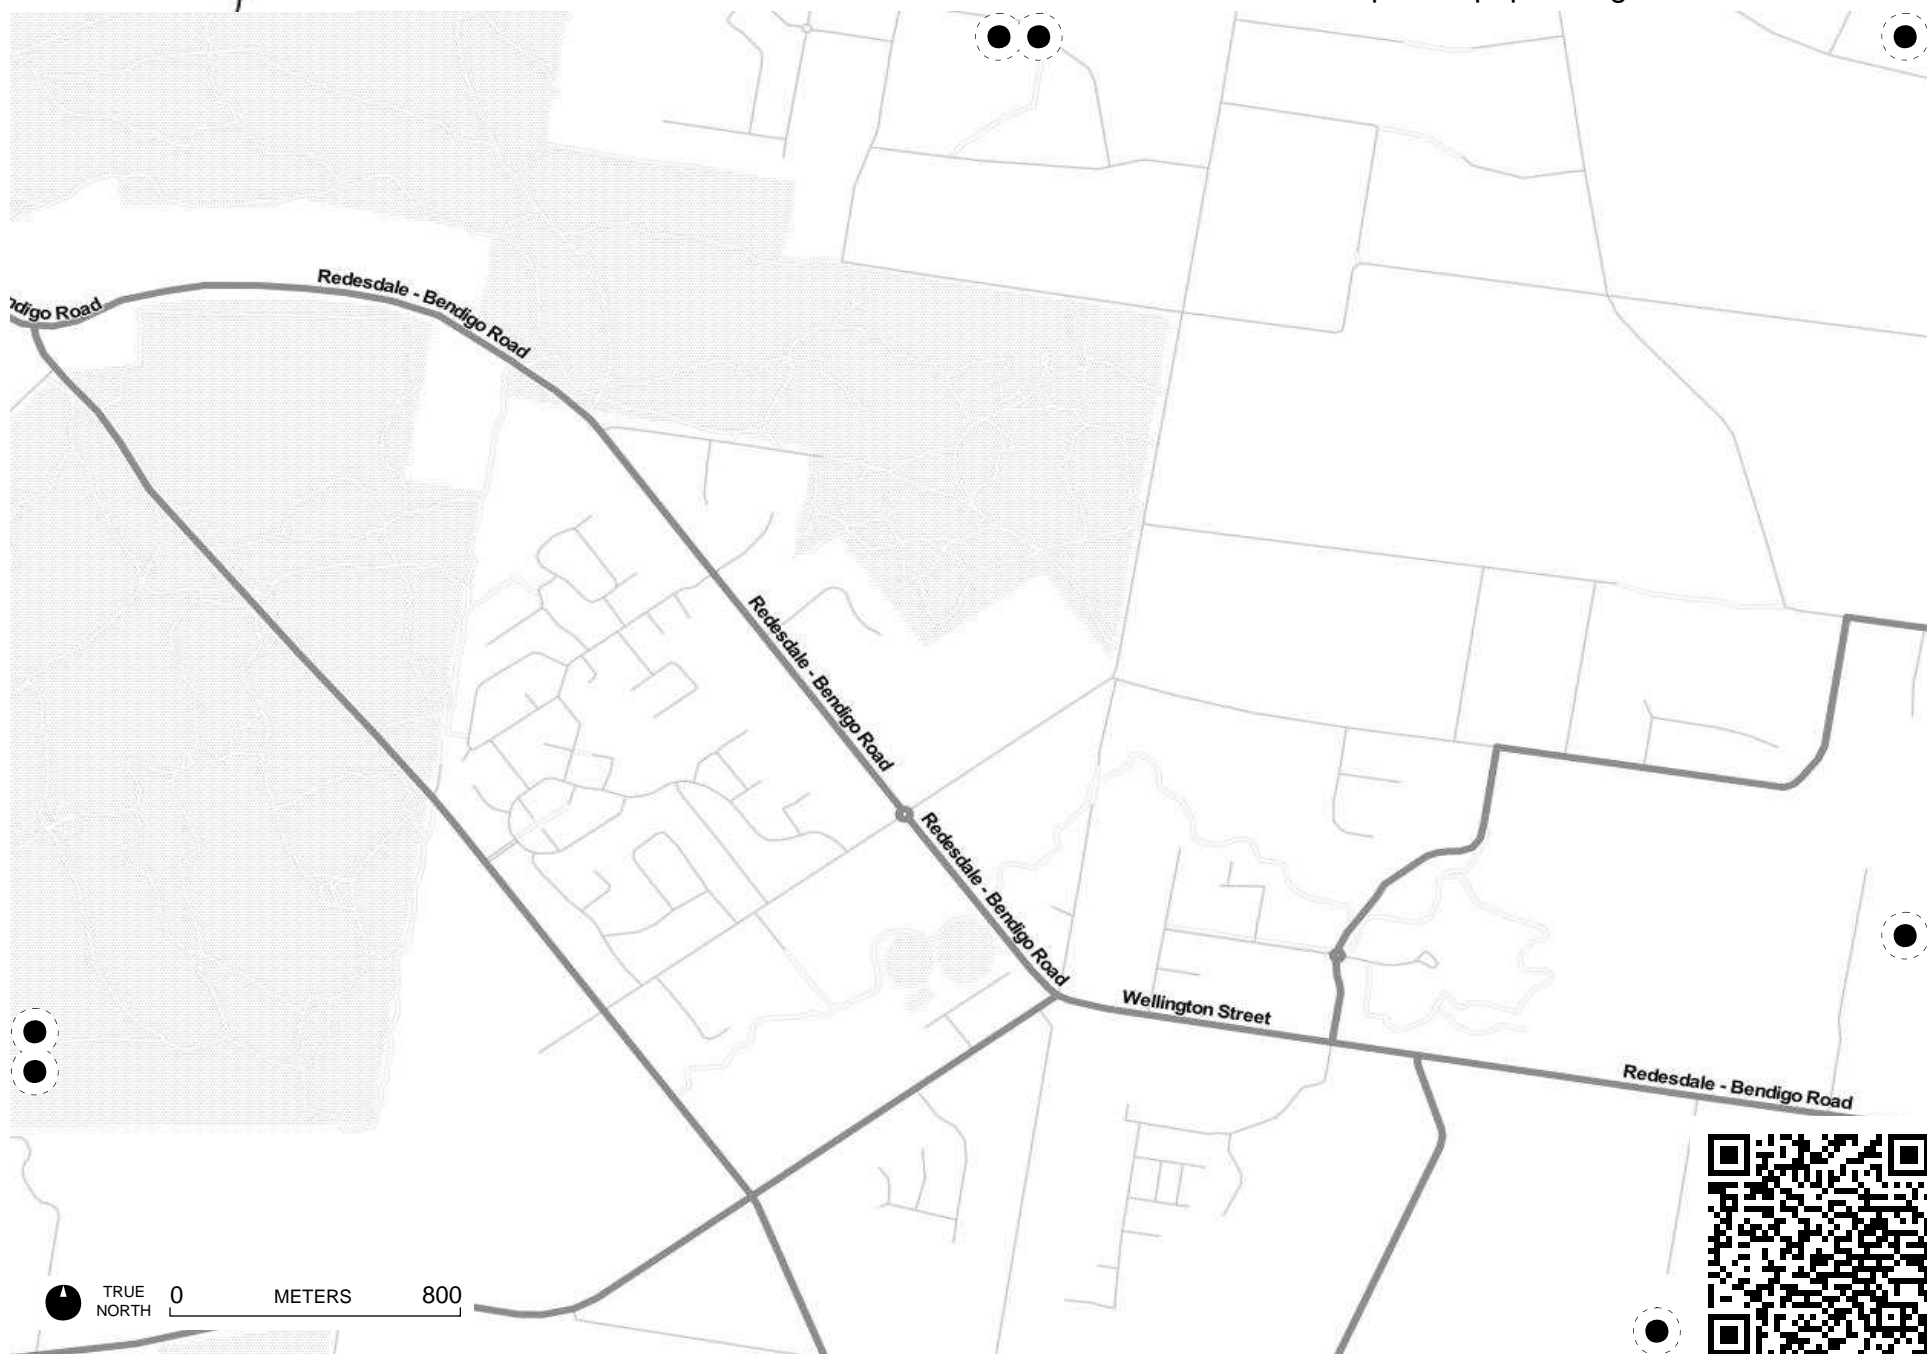 Redesdale - Bendigo Road
ndigo Road
Redesdale - Bendigo Road
Redesdale - Bendigo Road
Wellington Street
Redesdale - Bendigo Road
TRUE
NORTH
0 METERS 800